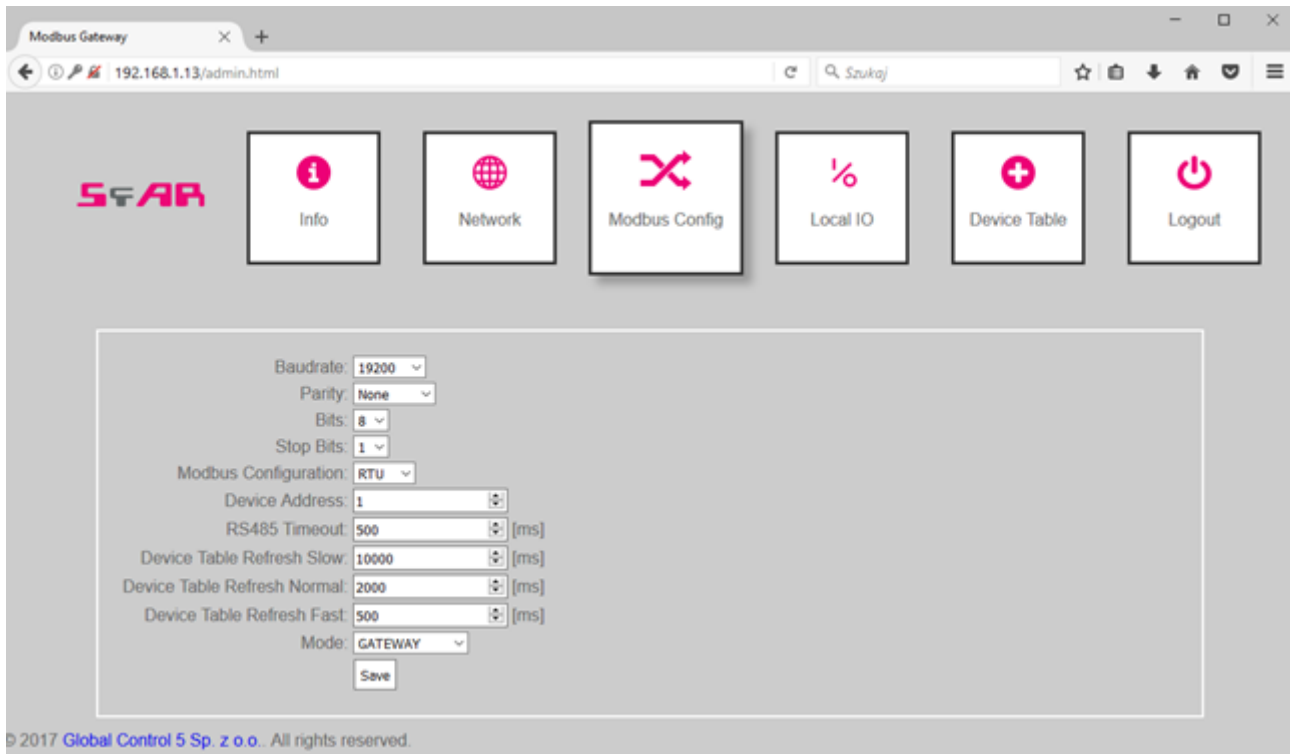 Modbus Gateway
192.168.1.13/admin.html
Szukaj
SFAR
Info
Network
Modbus Config
I/O
Local IO
Device Table
Logout
Baudrate: 19200
Parity: None
Bits: 8
Stop Bits: 1
Modbus Configuration: RTU
Device Address: 1
RS485 Timeout: 500 [ms]
Device Table Refresh Slow: 10000 [ms]
Device Table Refresh Normal: 2000 [ms]
Device Table Refresh Fast: 500 [ms]
Mode: GATEWAY
Save
© 2017 Global Control 5 Sp. z o.o.. All rights reserved.